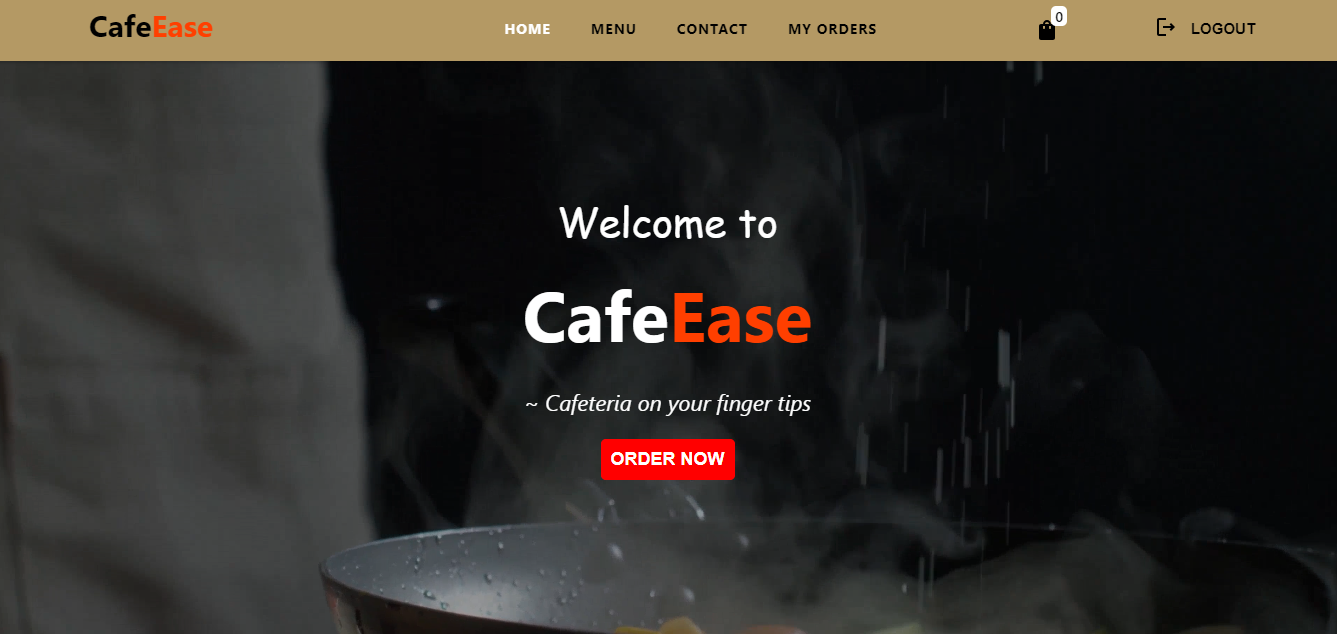 CafeEase HOME MENU CONTACT MY ORDERS 0 LOGOUT
Welcome to
CafeEase
~ Cafeteria on your finger tips
ORDER NOW